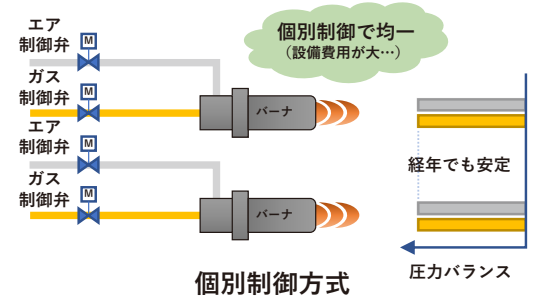 エア
制御弁
M
個別制御で均一
（設備費用が大…）
ガス
制御弁
M
バーナ
エア
制御弁
M
経年でも安定
ガス
制御弁
M
バーナ
圧力バランス
個別制御方式